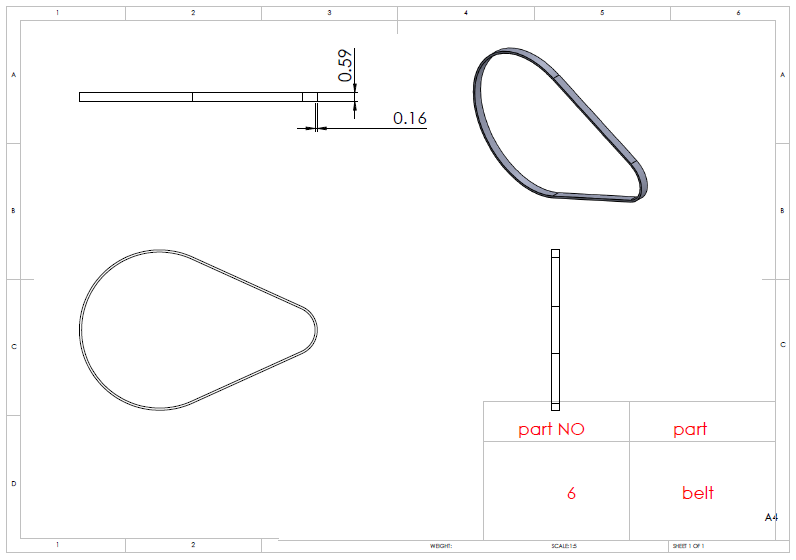 1 2 3 4 5 6
A A
0.59
0.16
B B
C C
part NO part
6 belt
D
A4
1 2
WEIGHT: SCALE:1:5 SHEET 1 OF 1